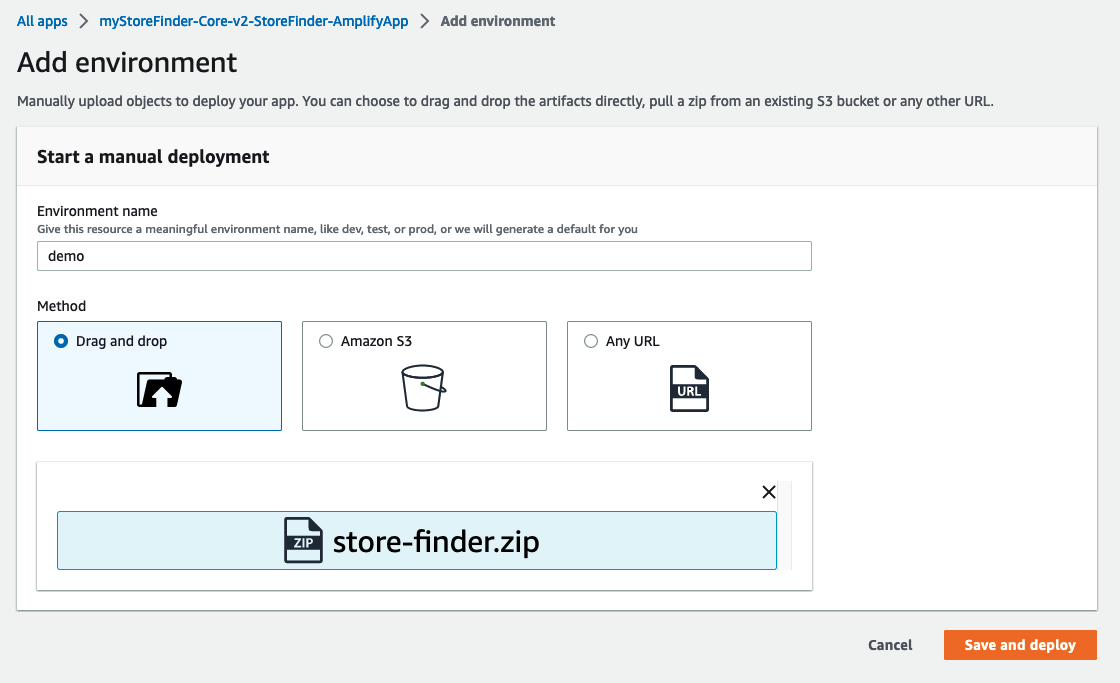 All apps > myStoreFinder-Core-v2-StoreFinder-AmplifyApp > Add environment
Add environment
Manually upload objects to deploy your app. You can choose to drag and drop the artifacts directly, pull a zip from an existing S3 bucket or any other URL.
Start a manual deployment
Environment name
Give this resource a meaningful environment name, like dev, test, or prod, or we will generate a default for you
demo
Method
Drag and drop
Amazon S3
Any URL
URL
ZIP store-finder.zip
Cancel
Save and deploy